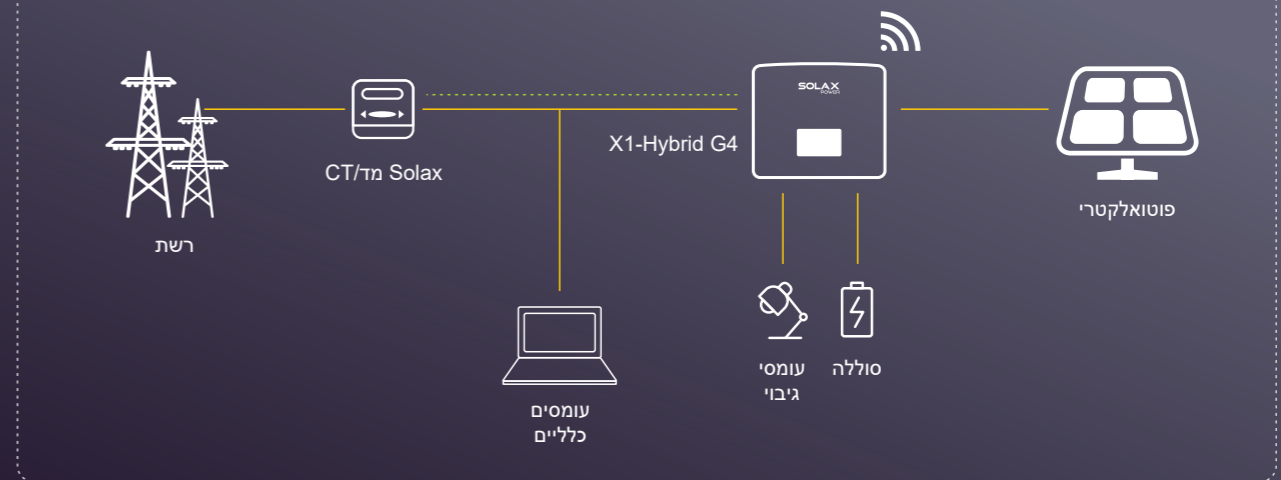 SOLAX
POWER
X1-Hybrid G4
מד/CT Solax
פוטואלקטרי
רשת
עומסי
גיבוי
סוללה
עומסים
כלליים